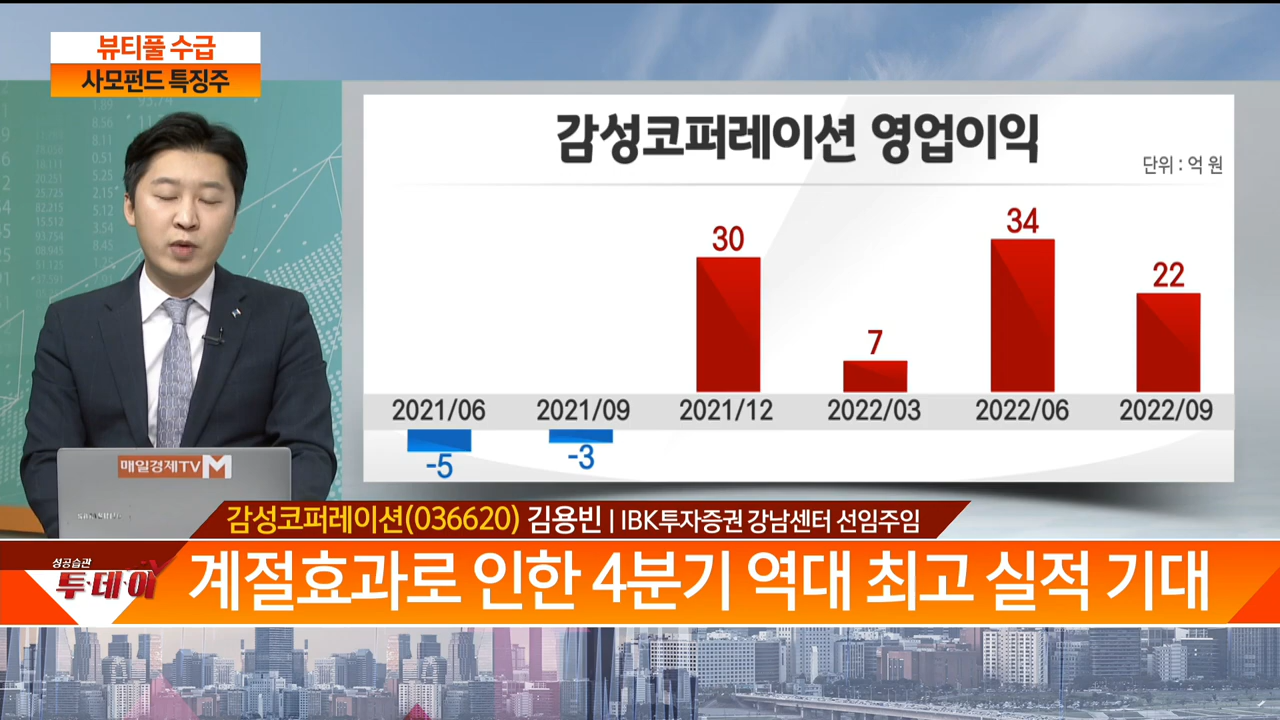 뷰티풀 수급
사모펀드 특징주
감성코퍼레이션 영업이익
단위 : 억 원
30
7
34
22
2021/06
2021/09
2021/12
2022/03
2022/06
2022/09
-5
-3
매일경제TV M
감성코퍼레이션(036620) 김용빈 | IBK투자증권 강남센터 선임주임
성공습관
투·데이
계절효과로 인한 4분기 역대 최고 실적 기대